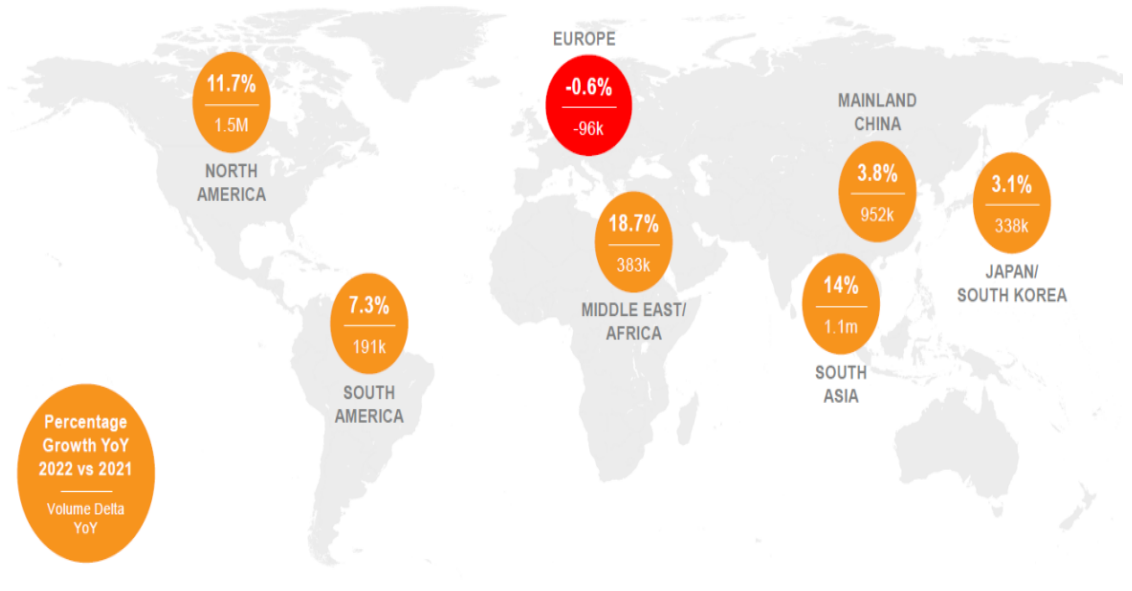 EUROPE
-0.6%
-96k
11.7%
1.5M
NORTH
AMERICA
MAINLAND
CHINA
3.8%
952k
3.1%
338k
JAPAN/
SOUTH KOREA
18.7%
383k
MIDDLE EAST/
AFRICA
14%
1.1m
SOUTH
ASIA
7.3%
191k
SOUTH
AMERICA
Percentage
Growth YoY
2022 vs 2021
Volume Delta
YoY